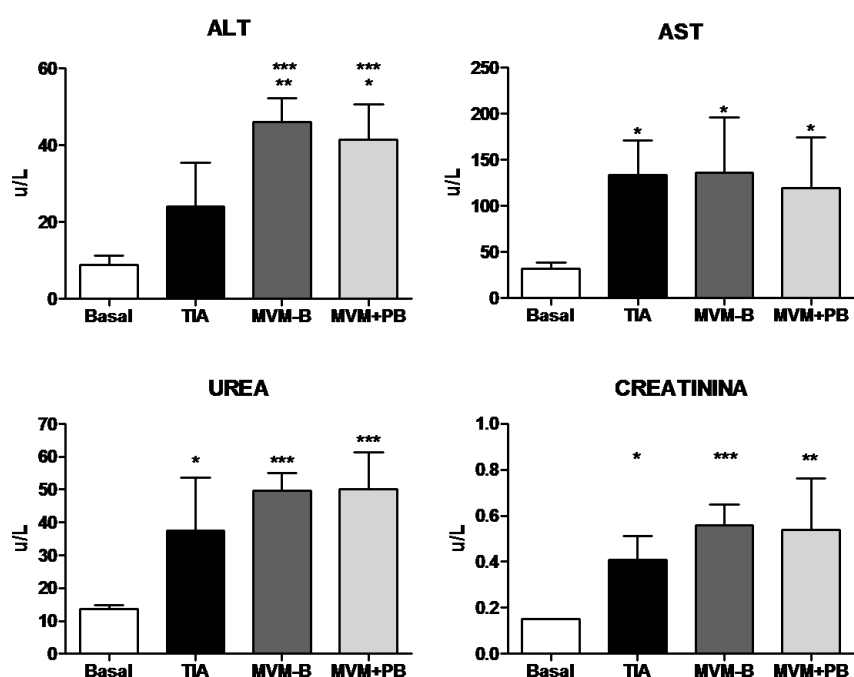 ALT
*** ***
** *
60
40
20
0
u/L
Basal TIA MVM-B MVM+PB
AST
* * *
250
200
150
100
50
0
u/L
Basal TIA MVM-B MVM+PB
UREA
* *** ***
70
60
50
40
30
20
10
0
u/L
Basal TIA MVM-B MVM+PB
CREATININA
* *** **
1.0
0.8
0.6
0.4
0.2
0.0
u/L
Basal TIA MVM-B MVM+PB